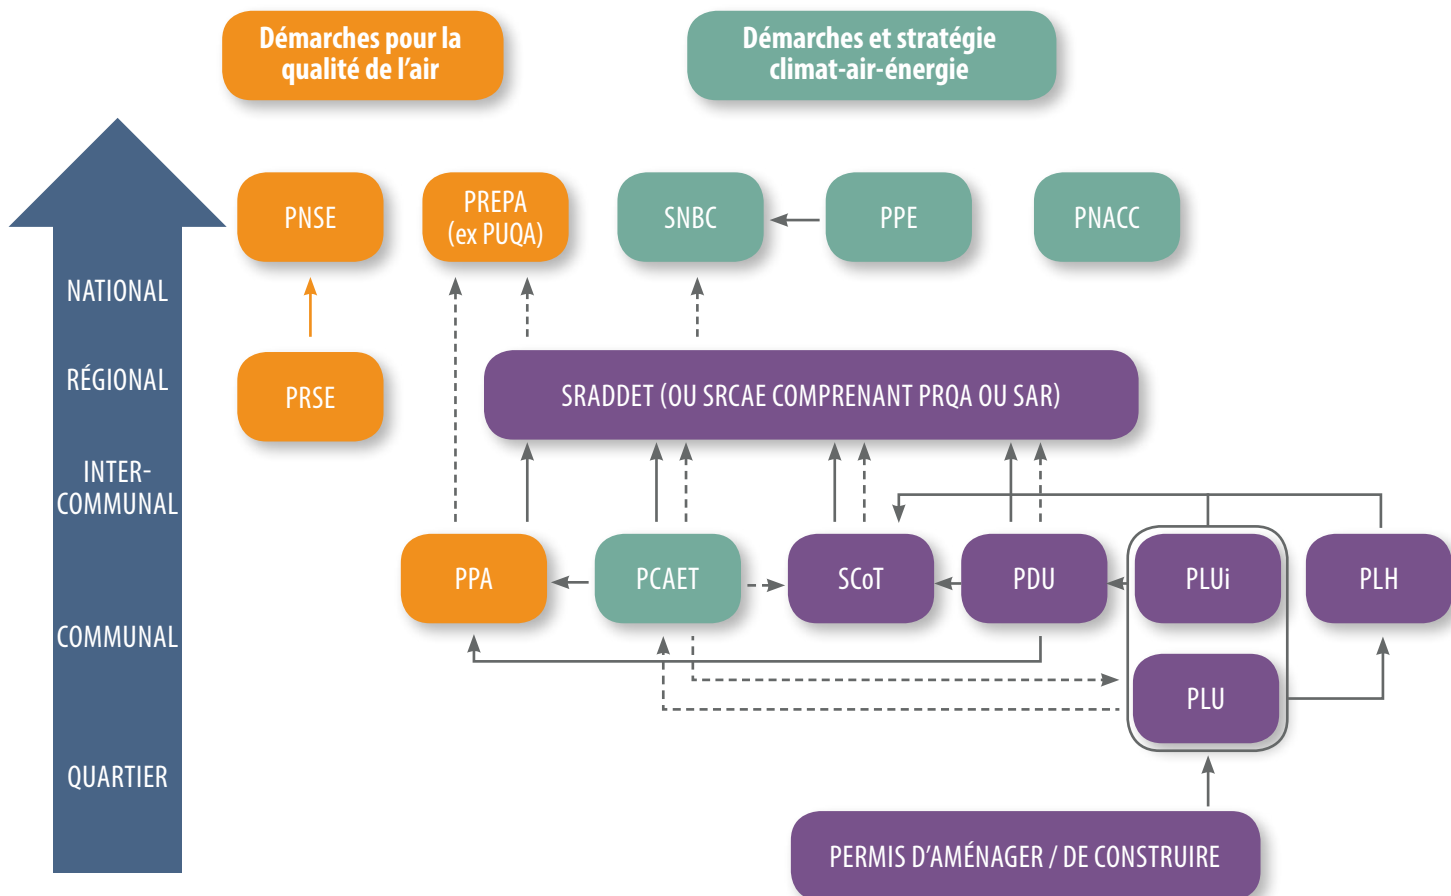 Démarches pour la
qualité de l'air
Démarches et stratégie
climat-air-énergie
PNSE
PREPA
(ex PUQA)
SNBC
PPE
PNACC
NATIONAL
RÉGIONAL
PRSE
SRADDET (OU SRCAE COMPRENANT PRQA OU SAR)
INTER-
COMMUNAL
PPA
PCAET
SCoT
PDU
PLUi
PLH
COMMUNAL
PLU
QUARTIER
PERMIS D'AMÉNAGER / DE CONSTRUIRE